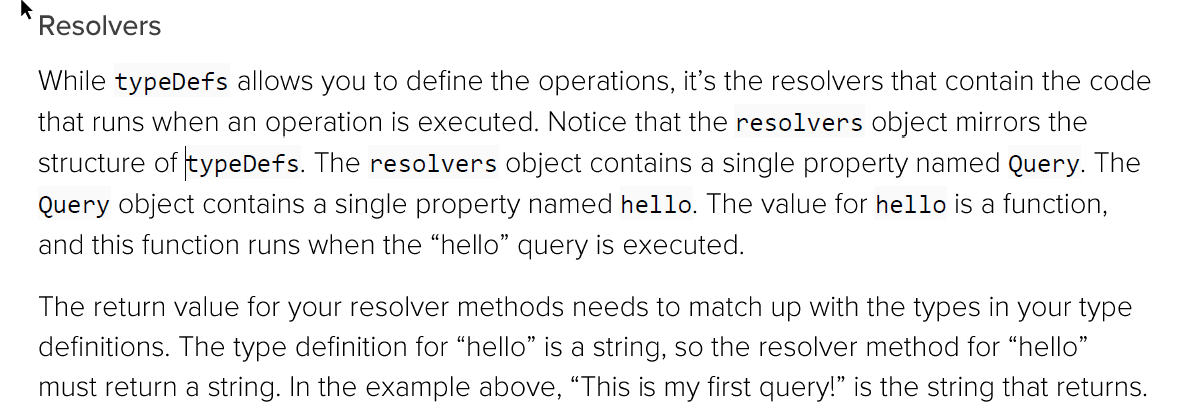 Resolvers
While typeDefs allows you to define the operations, it’s the resolvers that contain the code
that runs when an operation is executed. Notice that the resolvers object mirrors the
structure of typeDefs. The resolvers object contains a single property named Query. The
Query object contains a single property named hello. The value for hello is a function,
and this function runs when the “hello” query is executed.
The return value for your resolver methods needs to match up with the types in your type
definitions. The type definition for “hello” is a string, so the resolver method for “hello”
must return a string. In the example above, “This is my first query!” is the string that returns.